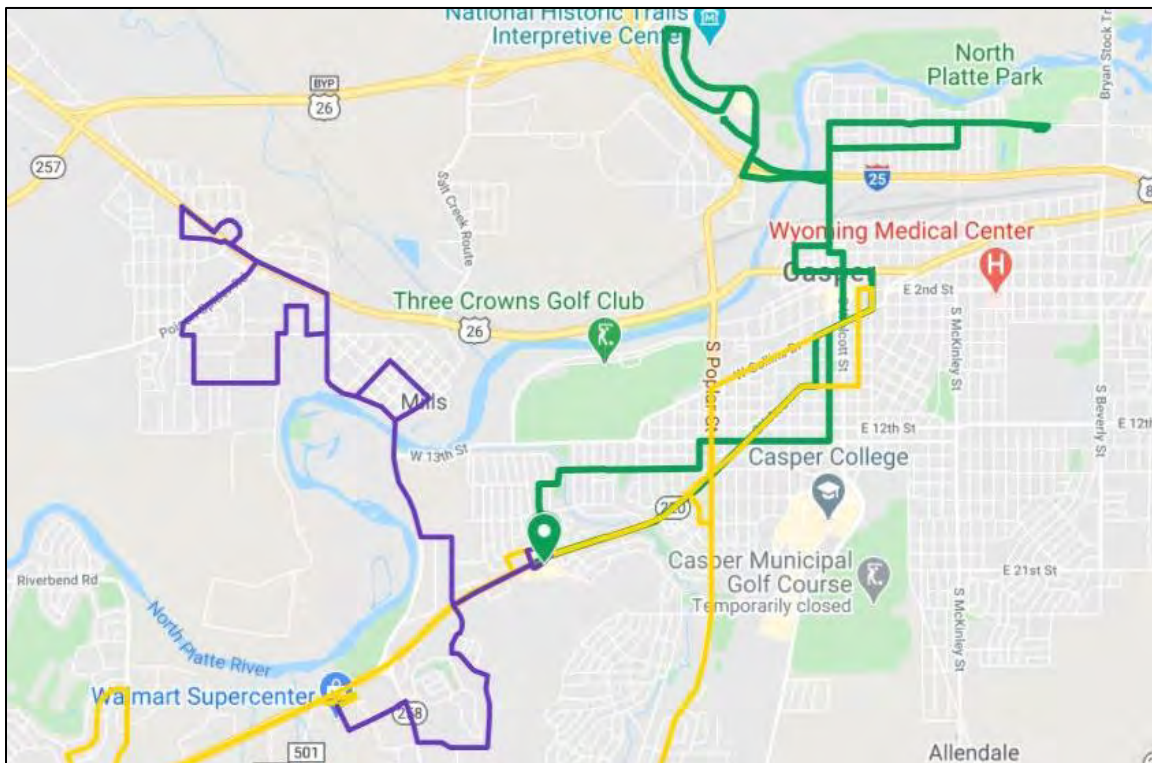 National Historic Trails
Interpretive Center
North
Platte Park
BYP
26
257
25
Salt Creek Route
Wyoming Medical Center
H
Casper
E 2nd St
Three Crowns Golf Club
26
S Poplar St
W Collins Dr
S McKinley St
S Beverly St
Mills
W 13th St
E 12th St
E 12th
Casper College
220
Casper Municipal
Golf Course
Temporarily closed
E 21st St
Riverbend Rd
North Platte River
S McKinley St
Walmart Supercenter
258
501
Allendale